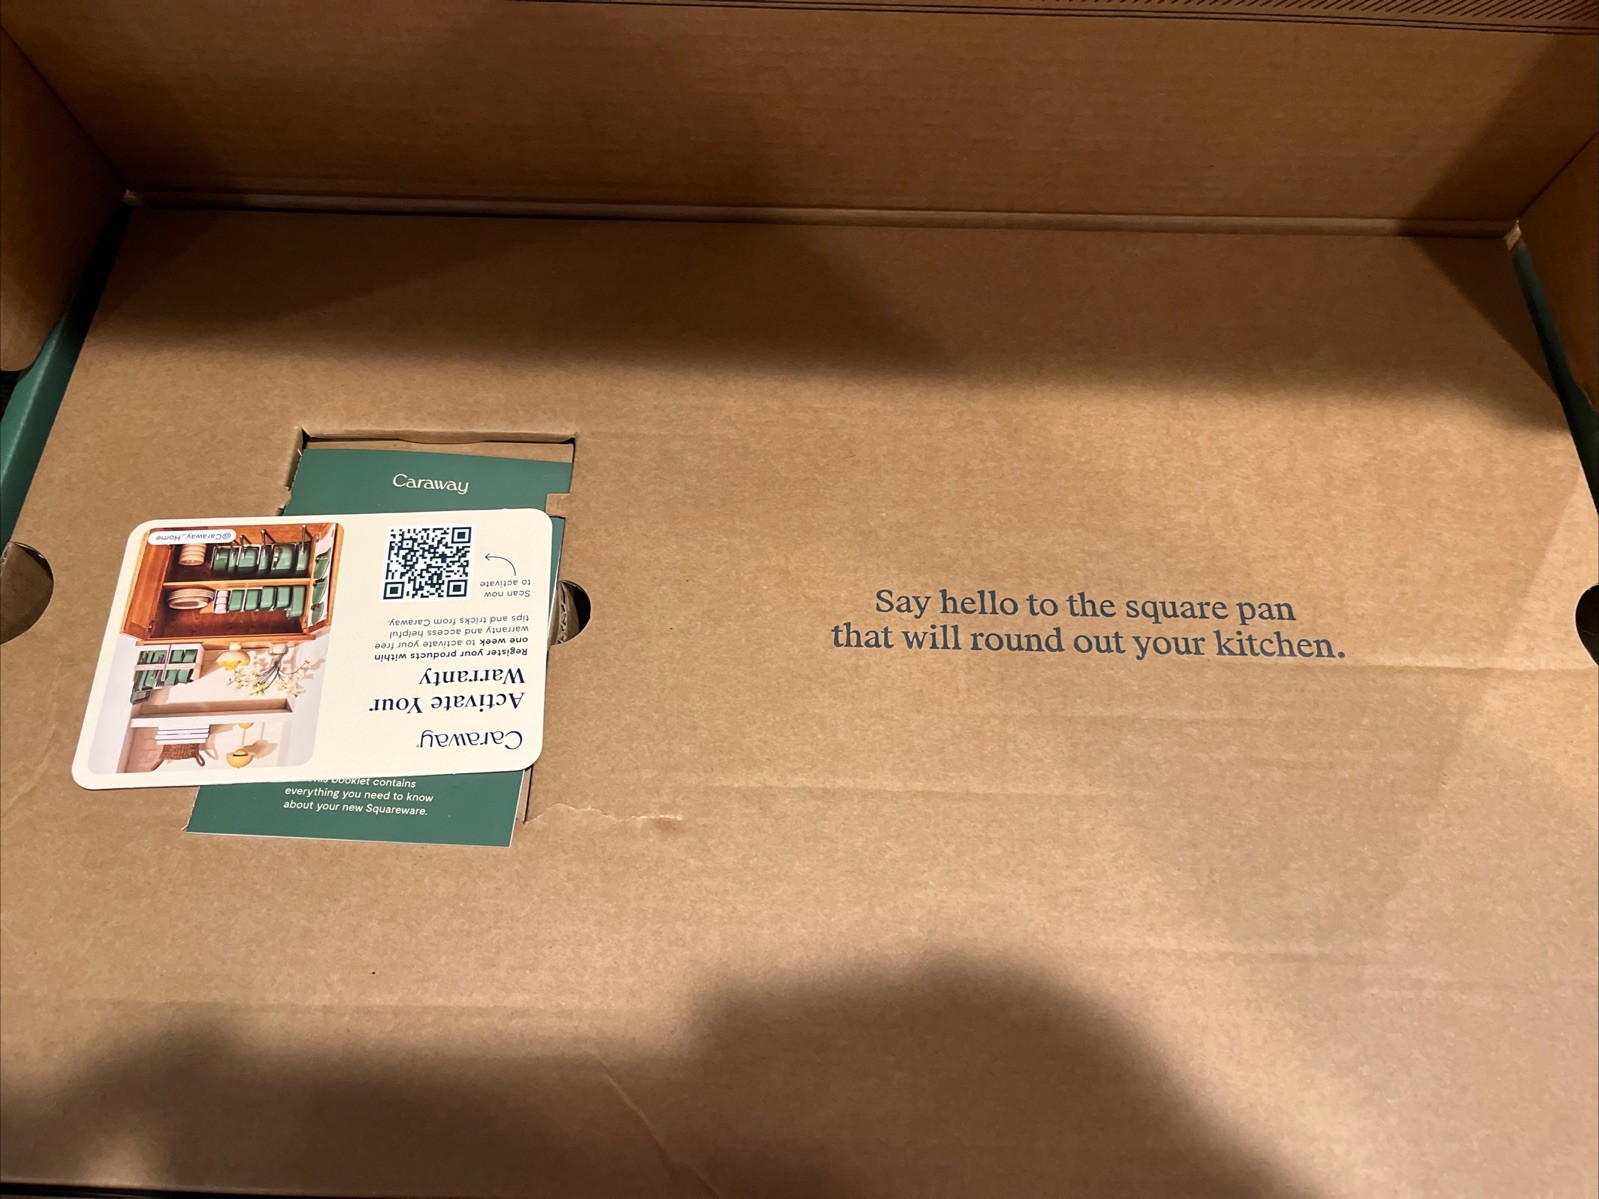 Caraway
Caraway
Activate Your
Warranty
Register your products within
one week to activate your free
warranty and access helpful
tips and tricks from Caraway.
Scan now
to activate
@Caraway_Home
booklet contains
everything you need to know
about your new Squareware.
Say hello to the square pan
that will round out your kitchen.